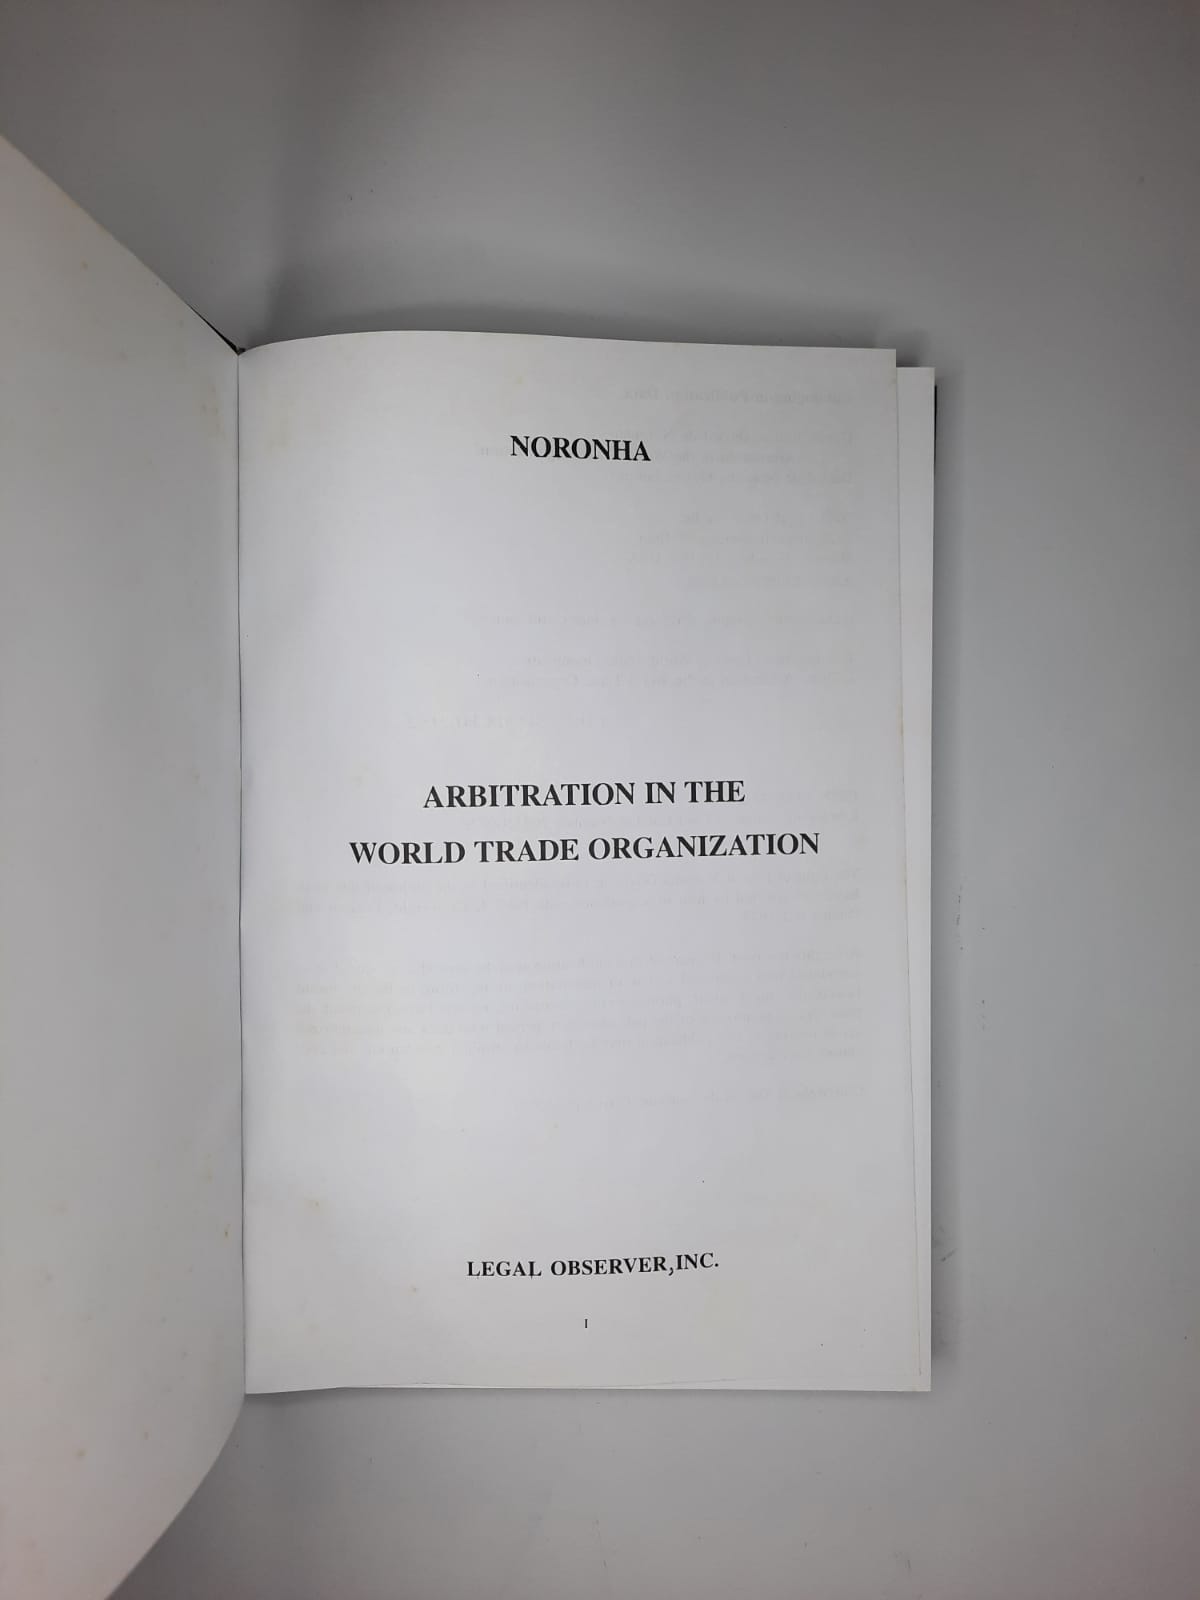 NORONHA
ARBITRATION IN THE
WORLD TRADE ORGANIZATION
LEGAL OBSERVER, INC.
I